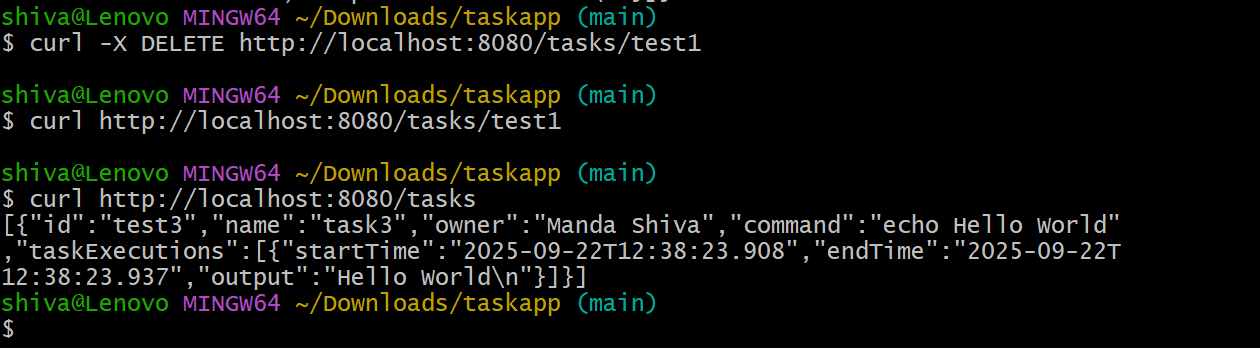 shiva@Lenovo MINGW64 ~/Downloads/taskapp (main)
$ curl -X DELETE http://localhost:8080/tasks/test1
shiva@Lenovo MINGW64 ~/Downloads/taskapp (main)
$ curl http://localhost:8080/tasks/test1
shiva@Lenovo MINGW64 ~/Downloads/taskapp (main)
$ curl http://localhost:8080/tasks
[{"id":"test3","name":"task3","owner":"Manda Shiva","command":"echo Hello World"
,"taskExecutions":[{"startTime":"2025-09-22T12:38:23.908","endTime":"2025-09-22T
12:38:23.937","output":"Hello World\n"}]}]
shiva@Lenovo MINGW64 ~/Downloads/taskapp (main)
$